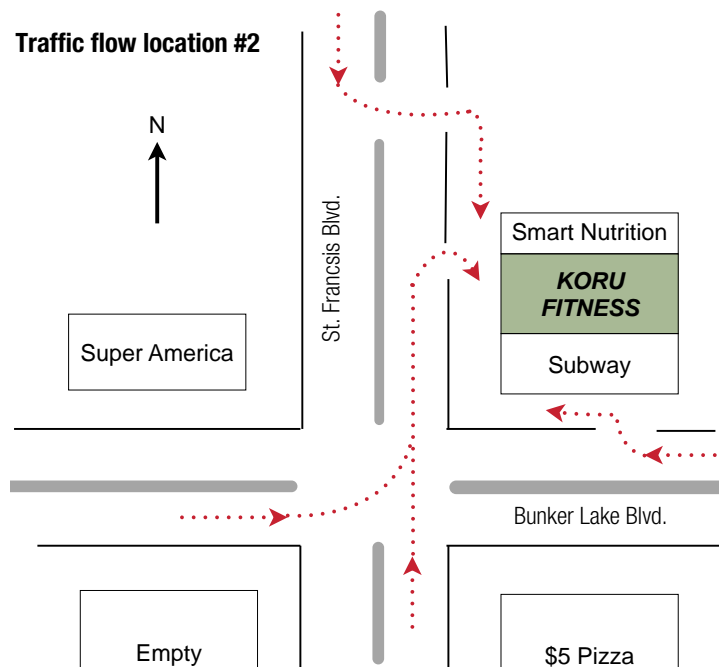 Traffic flow location #2
N
St. Francsis Blvd.
Smart Nutrition
KORU
FITNESS
Super America
Subway
Bunker Lake Blvd.
Empty
$5 Pizza